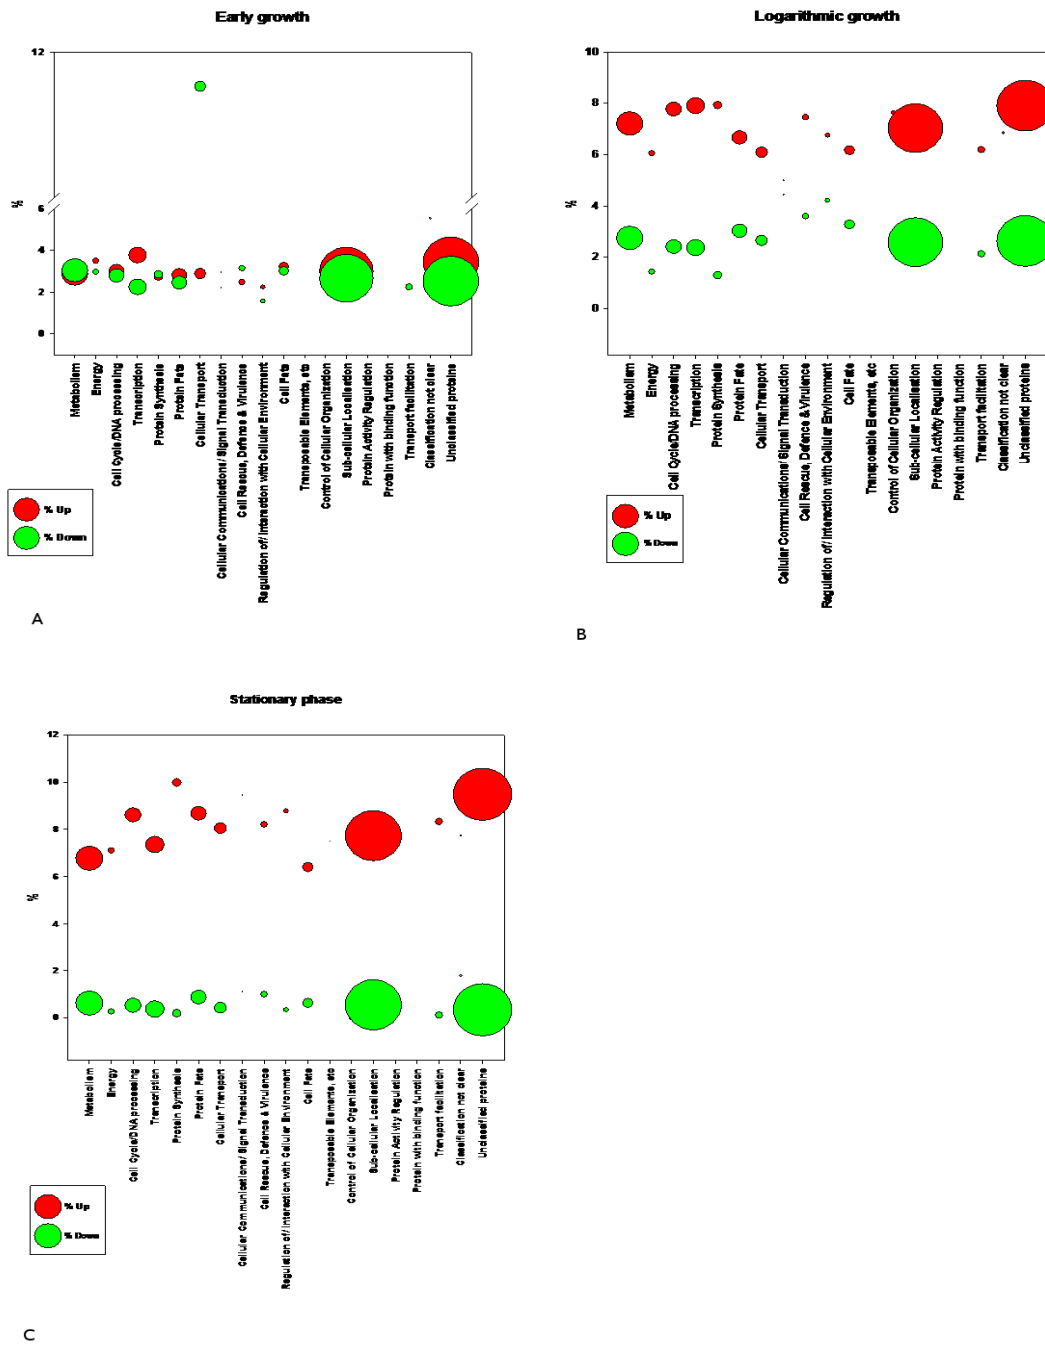 Early growth
12
6
4
2
0
%
Metabolism
Energy
Cell Cycle/DNA processing
Transcription
Protein Synthesis
Protein Fate
Cellular Transport
Cellular Communications/ Signal Transduction
Cell Rescue, Defence & Virulence
Regulation of/ Interaction with Cellular Environment
Cell Fate
Transposable Elements, etc
Control of Cellular Organization
Sub-cellular Localisation
Protein Activity Regulation
Protein with binding function
Transport facilitation
Classification not clear
Unclassified proteins
% Up
% Down
A
Logarithmic growth
10
8
6
4
2
0
%
Metabolism
Energy
Cell Cycle/DNA processing
Transcription
Protein Synthesis
Protein Fate
Cellular Transport
Cellular Communications/ Signal Transduction
Cell Rescue, Defence & Virulence
Regulation of/ Interaction with Cellular Environment
Cell Fate
Transposable Elements, etc
Control of Cellular Organization
Sub-cellular Localisation
Protein Activity Regulation
Protein with binding function
Transport facilitation
Classification not clear
Unclassified proteins
% Up
% Down
B
Stationary phase
12
10
8
6
4
2
0
%
Metabolism
Energy
Cell Cycle/DNA processing
Transcription
Protein Synthesis
Protein Fate
Cellular Transport
Cellular Communications/ Signal Transduction
Cell Rescue, Defence & Virulence
Regulation of/ Interaction with Cellular Environment
Cell Fate
Transposable Elements, etc
Control of Cellular Organization
Sub-cellular Localisation
Protein Activity Regulation
Protein with binding function
Transport facilitation
Classification not clear
Unclassified proteins
% Up
% Down
C